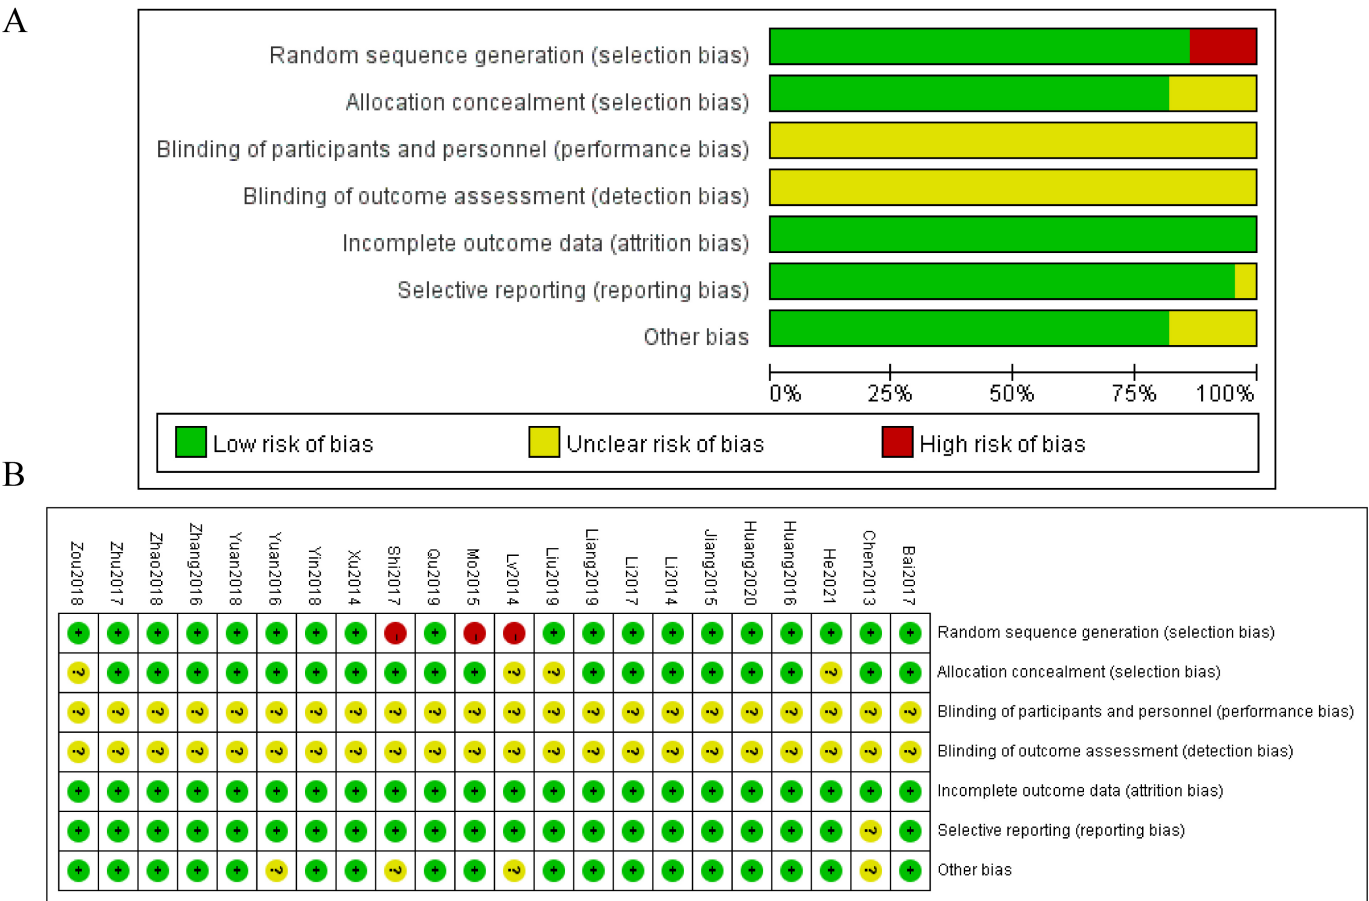 A
Random sequence generation (selection bias)
Allocation concealment (selection bias)
Blinding of participants and personnel (performance bias)
Blinding of outcome assessment (detection bias)
Incomplete outcome data (attrition bias)
Selective reporting (reporting bias)
Other bias
0% 25% 50% 75% 100%
Low risk of bias Unclear risk of bias High risk of bias
B
Zou2018 Zhu2017 Zhao2018 Zhang2016 Yuan2018 Yuan2016 Yin2018 Xu2014 Shi2017 Qu2019 Mo2015 Lv2014 Liu2019 Liang2019 Li2017 Li2014 Jiang2015 Huang2020 Huang2016 He2021 Chen2013 Bai2017
+ + + + + + + + - + - - + + + + + + + + + + Random sequence generation (selection bias)
? + + + + + + + + + + ? ? + + + + + + ? + + Allocation concealment (selection bias)
? ? ? ? ? ? ? ? ? ? ? ? ? ? ? ? ? ? ? ? ? ? Blinding of participants and personnel (performance bias)
? ? ? ? ? ? ? ? ? ? ? ? ? ? ? ? ? ? ? ? ? ? Blinding of outcome assessment (detection bias)
+ + + + + + + + + + + + + + + + + + + + + + Incomplete outcome data (attrition bias)
+ + + + + + + + + + + + + + + + + + + + ? + Selective reporting (reporting bias)
+ + + + + ? + + ? + + ? + + + + + + + + ? + Other bias